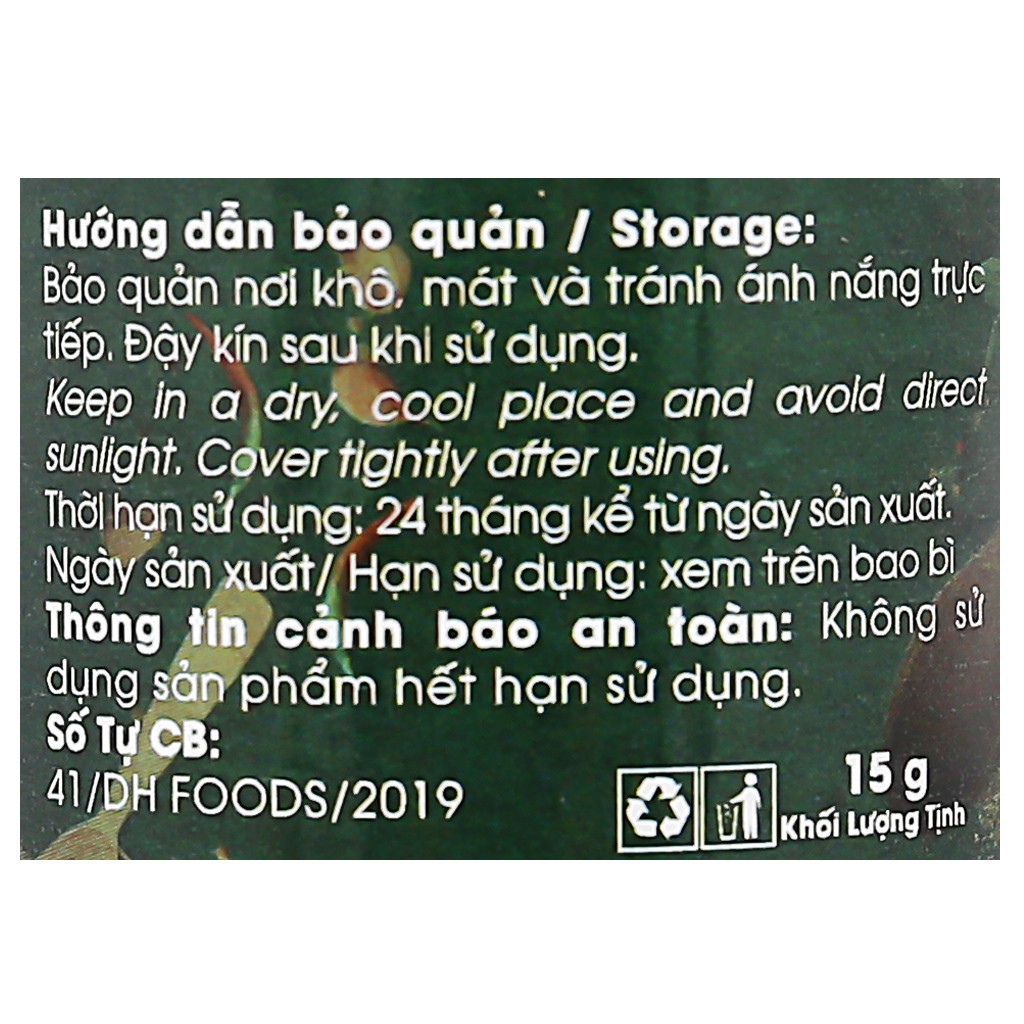 Hướng dẫn bảo quản / Storage:
Bảo quản nơi khô, mát và tránh ánh nắng trực
tiếp. Đậy kín sau khi sử dụng.
Keep in a dry, cool place and avoid direct
sunlight. Cover tightly after using.
Thời hạn sử dụng: 24 tháng kể từ ngày sản xuất.
Ngày sản xuất/ Hạn sử dụng: xem trên bao bì
Thông tin cảnh báo an toàn: Không sử
dụng sản phẩm hết hạn sử dụng.
Số Tự CB:
41/DH FOODS/2019
15 g
Khối Lượng Tịnh